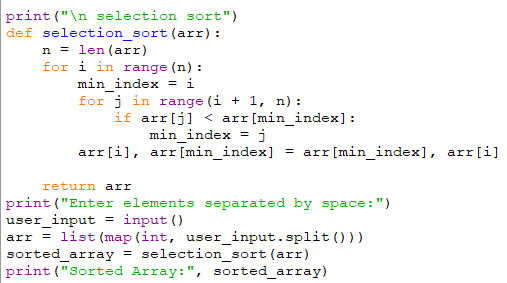 print("\n selection sort")
def selection_sort(arr):
    n = len(arr)
    for i in range(n):
        min_index = i
        for j in range(i + 1, n):
            if arr[j] < arr[min_index]:
                min_index = j
        arr[i], arr[min_index] = arr[min_index], arr[i]

    return arr
print("Enter elements separated by space:")
user_input = input()
arr = list(map(int, user_input.split()))
sorted_array = selection_sort(arr)
print("Sorted Array:", sorted_array)